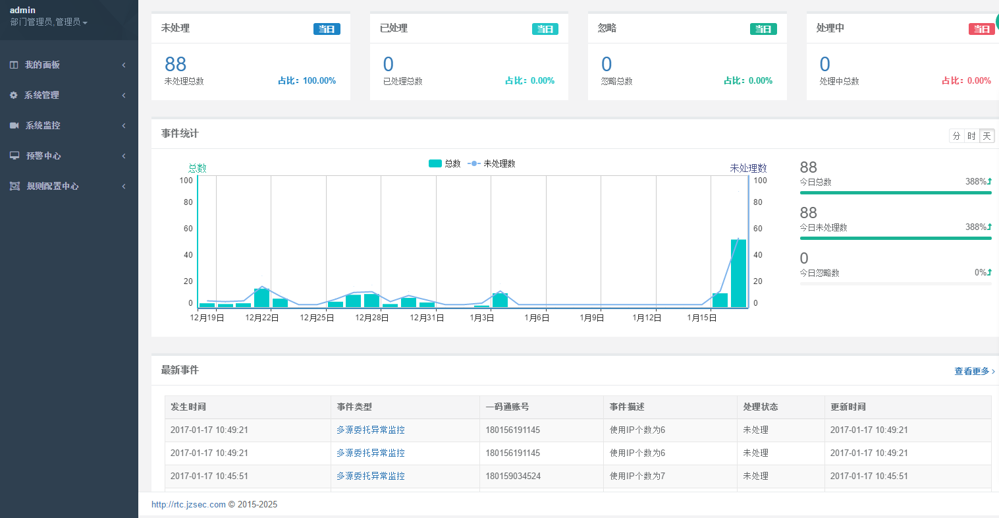 admin
部门管理员,管理员
我的面板
系统管理
系统监控
预警中心
规则配置中心
未处理 当日
88
未处理总数 占比：100.00%
已处理 当日
0
已处理总数 占比：0.00%
忽略 当日
0
忽略总数 占比：0.00%
处理中 当日
0
处理中总数 占比：0.00%
事件统计 分 时 天
总数 未处理数
总数 未处理数
100 80 60 40 20 0
100 80 60 40 20 0
12月19日 12月22日 12月25日 12月28日 12月31日 1月3日 1月6日 1月9日 1月12日 1月15日
88
今日总数 388%
88
今日未处理数 388%
0
今日忽略数 0%
最新事件 查看更多
发生时间 事件类型 一码通账号 事件描述 处理状态 更新时间
2017-01-17 10:49:21 多源委托异常监控 180156191145 使用IP个数为6 未处理 2017-01-17 10:49:21
2017-01-17 10:49:21 多源委托异常监控 180156191145 使用IP个数为6 未处理 2017-01-17 10:49:21
2017-01-17 10:45:51 多源委托异常监控 180159034524 使用IP个数为7 未处理 2017-01-17 10:45:51
http://rtc.jzsec.com © 2015-2025